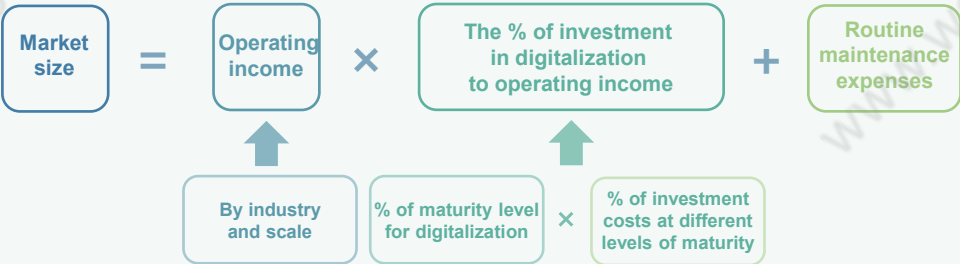 Market
size
=
Operating
income
×
The % of investment
in digitalization
to operating income
+
Routine
maintenance
expenses
By industry
and scale
% of maturity level
for digitalization
×
% of investment
costs at different
levels of maturity
www.